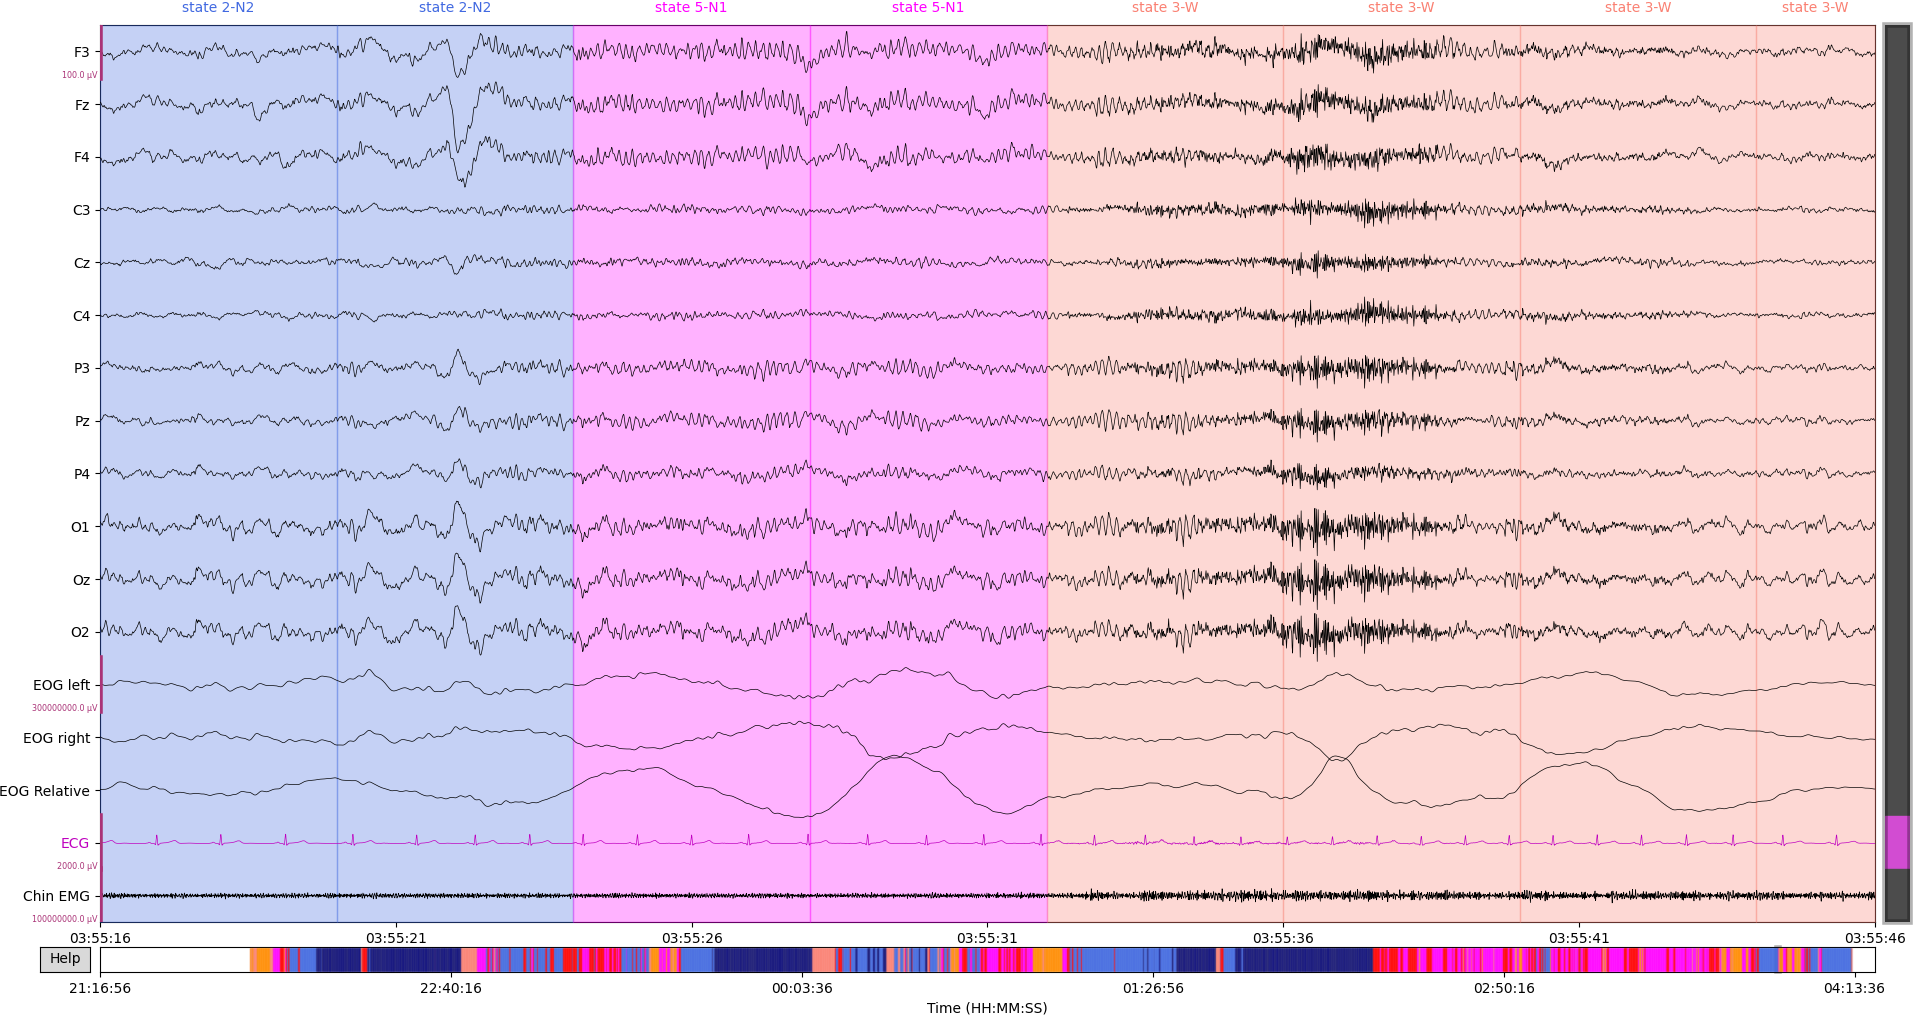 state 2-N2 state 2-N2 state 5-N1 state 5-N1 state 3-W state 3-W state 3-W state 3-W
F3
100.0 µV
Fz
F4
C3
Cz
C4
P3
Pz
P4
O1
Oz
O2
EOG left
300000000.0 µV
EOG right
EOG Relative
ECG
2000.0 µV
Chin EMG
100000000.0 µV
03:55:16 03:55:21 03:55:26 03:55:31 03:55:36 03:55:41 03:55:46
Help
21:16:56 22:40:16 00:03:36 01:26:56 02:50:16 04:13:36
Time (HH:MM:SS)